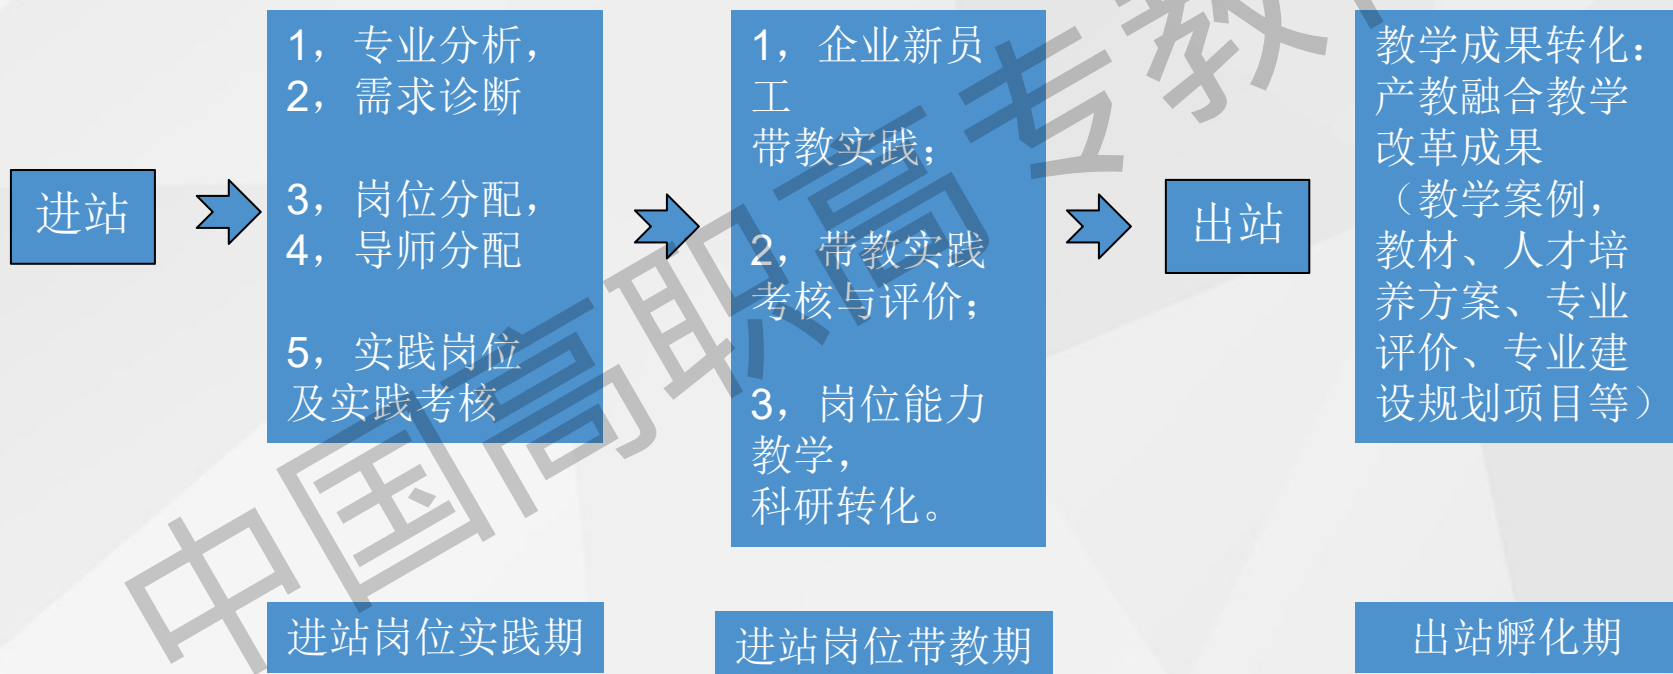 进站
1，专业分析，
2，需求诊断
3，岗位分配，
4，导师分配
5，实践岗位
及实践考核
1，企业新员
工
带教实践；
2，带教实践
考核与评价；
3，岗位能力
教学，
科研转化。
出站
教学成果转化：
产教融合教学
改革成果
（教学案例，
教材、人才培
养方案、专业
评价、专业建
设规划项目等）
进站岗位实践期
进站岗位带教期
出站孵化期
中国高职高专教